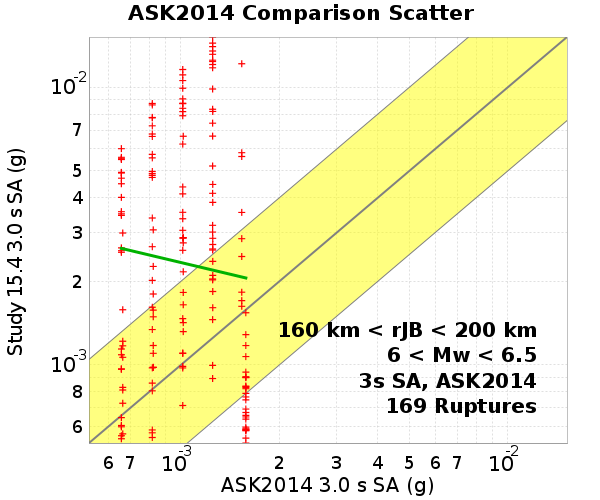 ASK2014 Comparison Scatter
Study 15.4 3.0 s SA (g)
10-2
7
5
4
3
2
10-3
8
6
160 km < rJB < 200 km
6 < Mw < 6.5
3s SA, ASK2014
169 Ruptures
6 7 10-3 2 3 4 5 6 7 10-2
ASK2014 3.0 s SA (g)